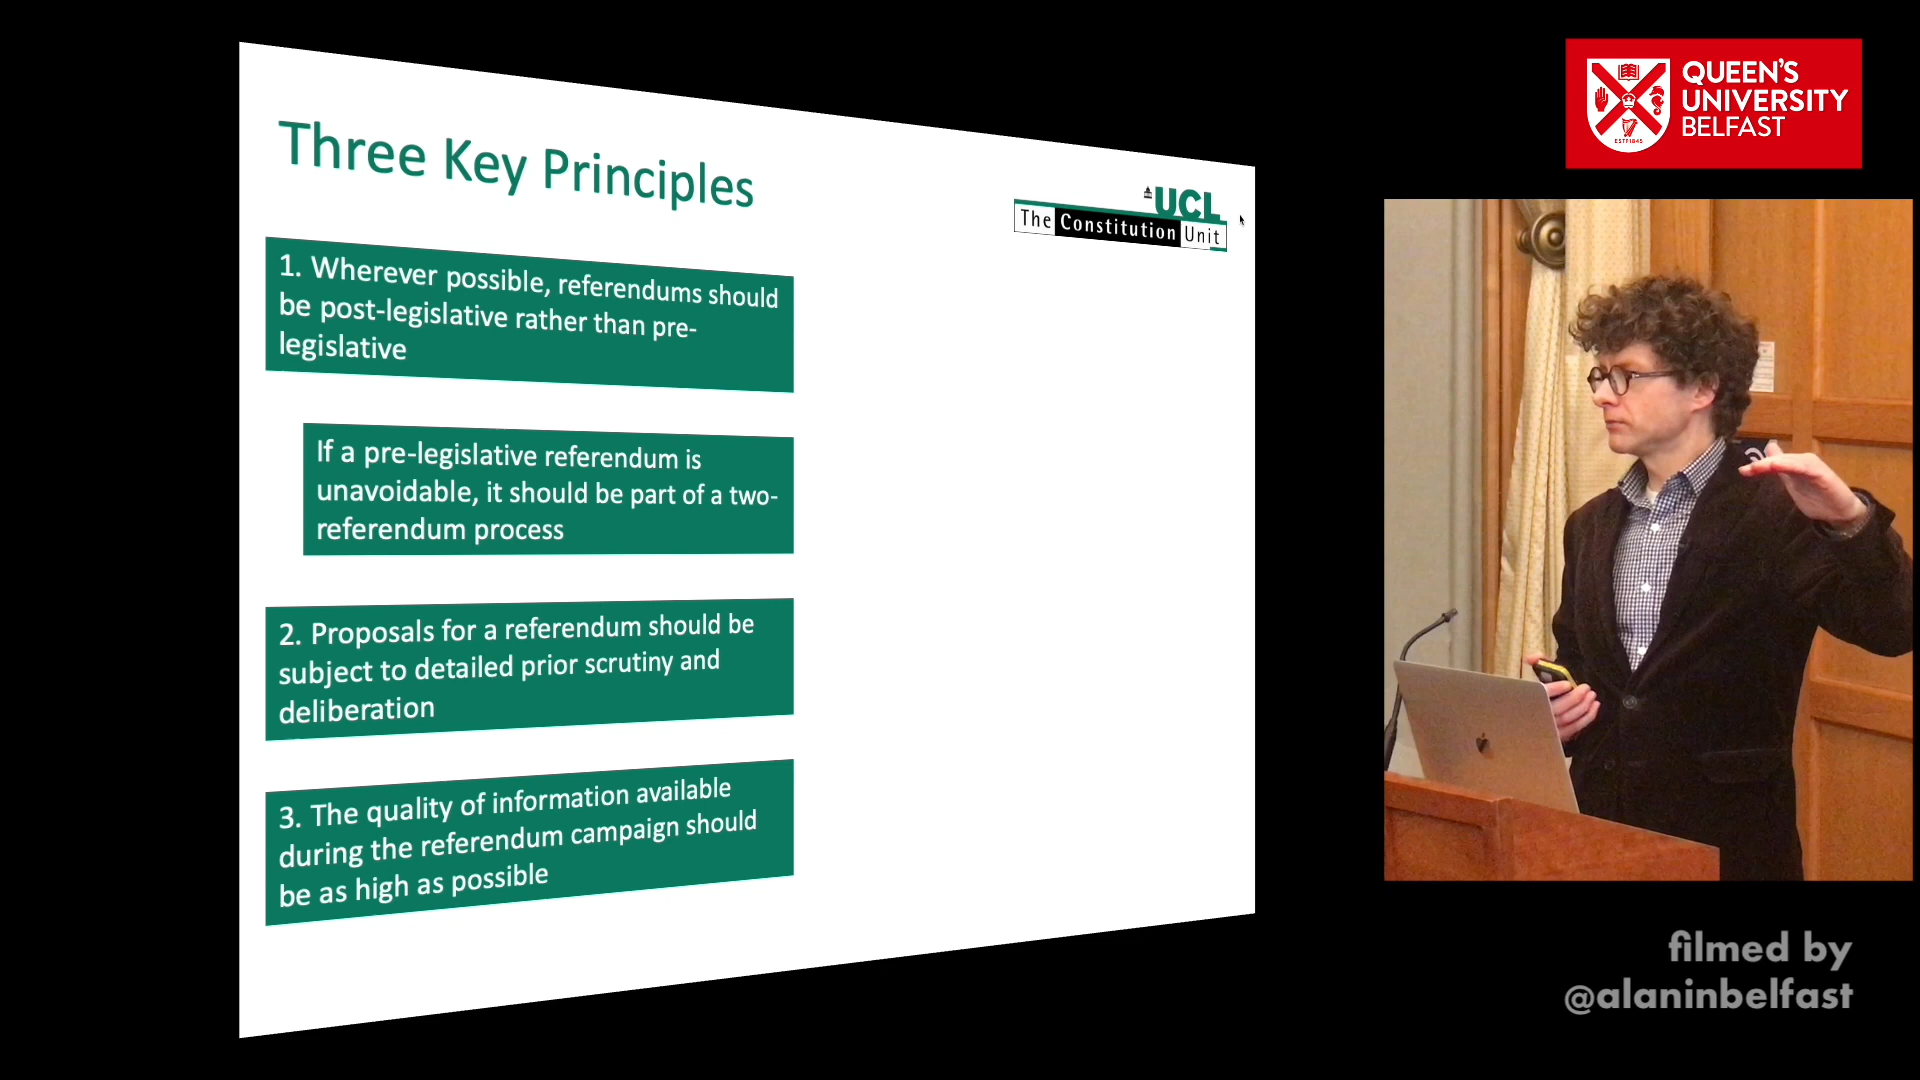 Three Key Principles
UCL
The Constitution Unit
1. Wherever possible, referendums should
be post-legislative rather than pre-
legislative
If a pre-legislative referendum is
unavoidable, it should be part of a two-
referendum process
2. Proposals for a referendum should be
subject to detailed prior scrutiny and
deliberation
3. The quality of information available
during the referendum campaign should
be as high as possible
QUEEN'S
UNIVERSITY
BELFAST
ESTD1845
filmed by
@alaninbelfast